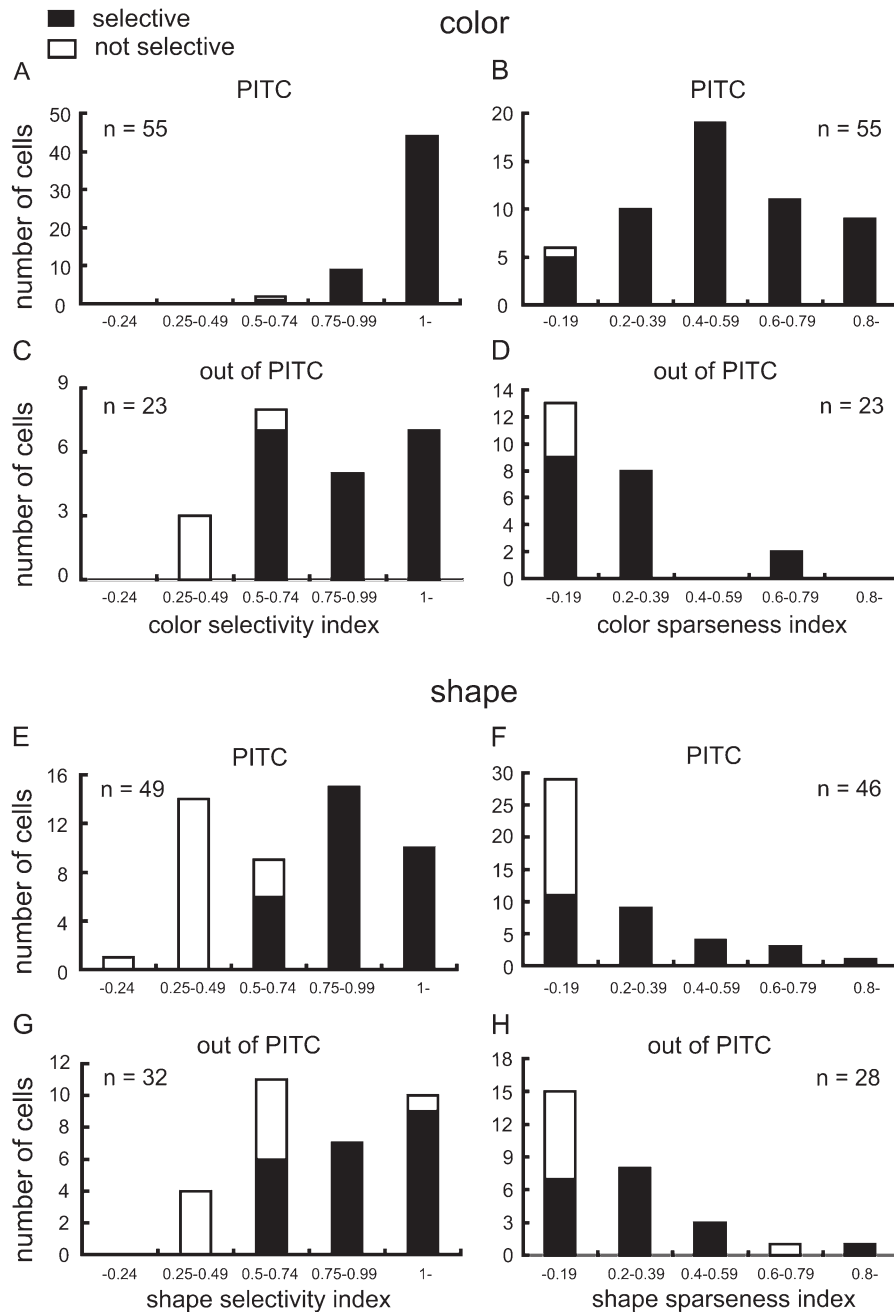 selective
not selective
color
A
PITC
n = 55
number of cells
50
40
30
20
10
0
-0.24 0.25-0.49 0.5-0.74 0.75-0.99 1-
B
PITC
n = 55
20
15
10
5
0
-0.19 0.2-0.39 0.4-0.59 0.6-0.79 0.8-
C
out of PITC
n = 23
number of cells
9
6
3
0
-0.24 0.25-0.49 0.5-0.74 0.75-0.99 1-
color selectivity index
D
out of PITC
n = 23
14
12
10
8
6
4
2
0
-0.19 0.2-0.39 0.4-0.59 0.6-0.79 0.8-
color sparseness index
shape
E
PITC
n = 49
number of cells
16
12
8
4
0
-0.24 0.25-0.49 0.5-0.74 0.75-0.99 1-
F
PITC
n = 46
30
25
20
15
10
5
0
-0.19 0.2-0.39 0.4-0.59 0.6-0.79 0.8-
G
out of PITC
n = 32
number of cells
12
10
8
6
4
2
0
-0.24 0.25-0.49 0.5-0.74 0.75-0.99 1-
shape selectivity index
H
out of PITC
n = 28
18
15
12
9
6
3
0
-0.19 0.2-0.39 0.4-0.59 0.6-0.79 0.8-
shape sparseness index